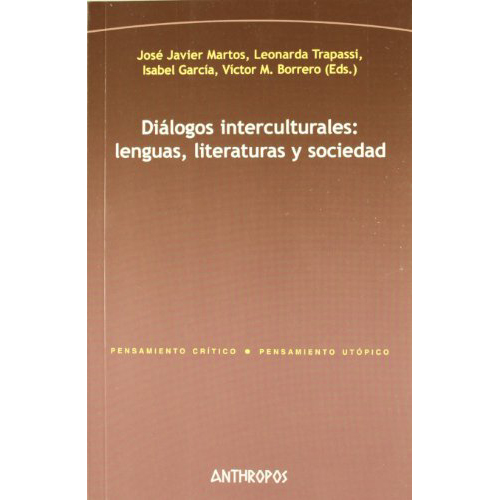 José Javier Martos, Leonarda Trapassi,
Isabel García, Víctor M. Borrero (Eds.)
Diálogos interculturales:
lenguas, literaturas y sociedad
PENSAMIENTO CRÍTICO • PENSAMIENTO UTÓPICO
ANTHROPOS